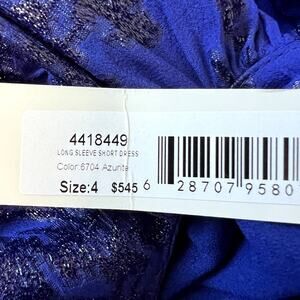 4418449
LONG SLEEVE SHORT DRESS
Color:6704 Azurite
Size:4 $545
6 28707 9580